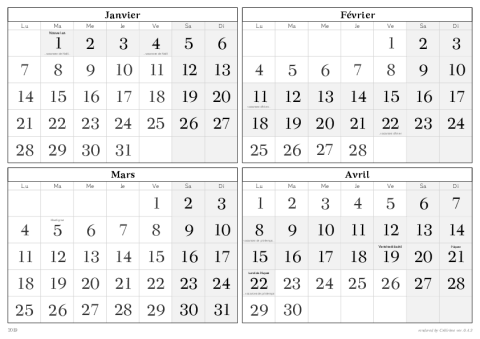 Janvier
Lu Ma Me Je Ve Sa Di
Nouvel an
1 2 3 4 5 6
7 8 9 10 11 12 13
14 15 16 17 18 19 20
21 22 23 24 25 26 27
28 29 30 31
Février
Lu Ma Me Je Ve Sa Di
1 2 3
4 5 6 7 8 9 10
11 12 13 14 15 16 17
18 19 20 21 22 23 24
25 26 27 28
Mars
Lu Ma Me Je Ve Sa Di
1 2 3
4 5 6 7 8 9 10
11 12 13 14 15 16 17
18 19 20 21 22 23 24
25 26 27 28 29 30 31
Avril
Lu Ma Me Je Ve Sa Di
1 2 3 4 5 6 7
8 9 10 11 12 13 14
Vendredi Saint Pâques
15 16 17 18 19 20 21
Lundi de Pâques
22 23 24 25 26 27 28
29 30
2019